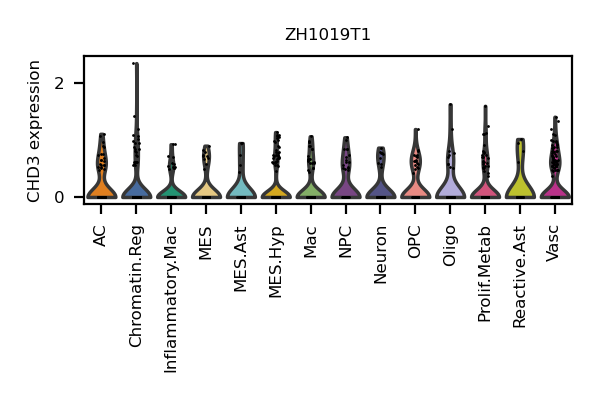 ZH1019T1
CHD3 expression
2
0
AC
Chromatin.Reg
Inflammatory.Mac
MES
MES.Ast
MES.Hyp
Mac
NPC
Neuron
OPC
Oligo
Prolif.Metab
Reactive.Ast
Vasc